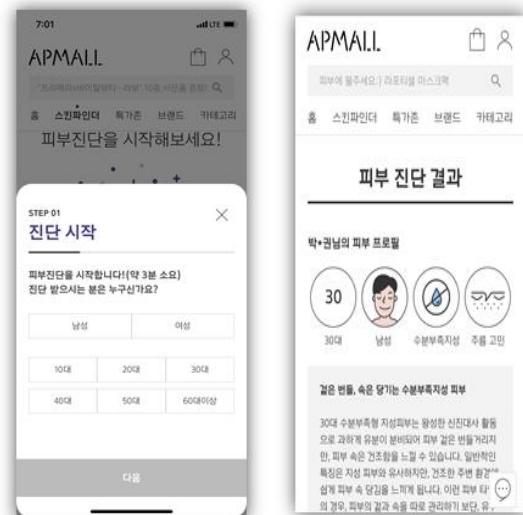 7:01
LTE
APMALL
홈 스킨파인더 특가존 브랜드 카테고리
피부진단을 시작해보세요!
STEP 01
진단 시작
피부진단을 시작합니다!(약 3분 소요)
진단 받으시는 분은 누구신가요?
남성 여성
10대 20대 30대
40대 50대 60대이상
다음
APMALL
피부에 물주세요:) 라포티셀 마스크팩
홈 스킨파인더 특가존 브랜드 카테고리
피부 진단 결과
박*권님의 피부 프로필
30
30대 남성 수분부족지성 주름 고민
겉은 번들, 속은 당기는 수분부족지성 피부
30대 수분부족형 지성피부는 왕성한 신진대사 활동
으로 과하게 유분이 분비되어 피부 겉은 번들거리지
만, 피부 속은 건조함을 느낄 수 있습니다. 일반적인
특징은 지성 피부와 유사하지만, 건조한 주변 환경에
쉽게 피부 속 당김을 느끼게 됩니다. 이런 피부 타
의 경우, 피부의 겉과 속을 따로 관리하기 보단, 유